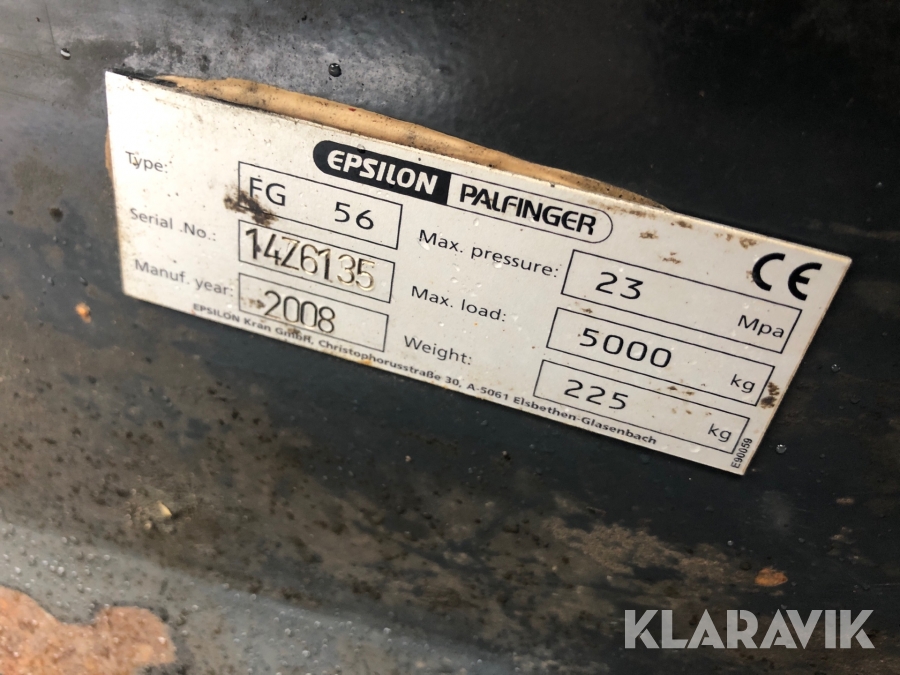 EPSILON PALFINGER
CE
Type: FG 56
Serial .No.: 14Z6135
Manuf. year: 2008
Max. pressure: 23 Mpa
Max. load: 5000 kg
Weight: 225 kg
EPSILON Kran GmbH, Christophorusstraße 30, A-5061 Elsbethen-Glasenbach
E90059
KLARAVIK